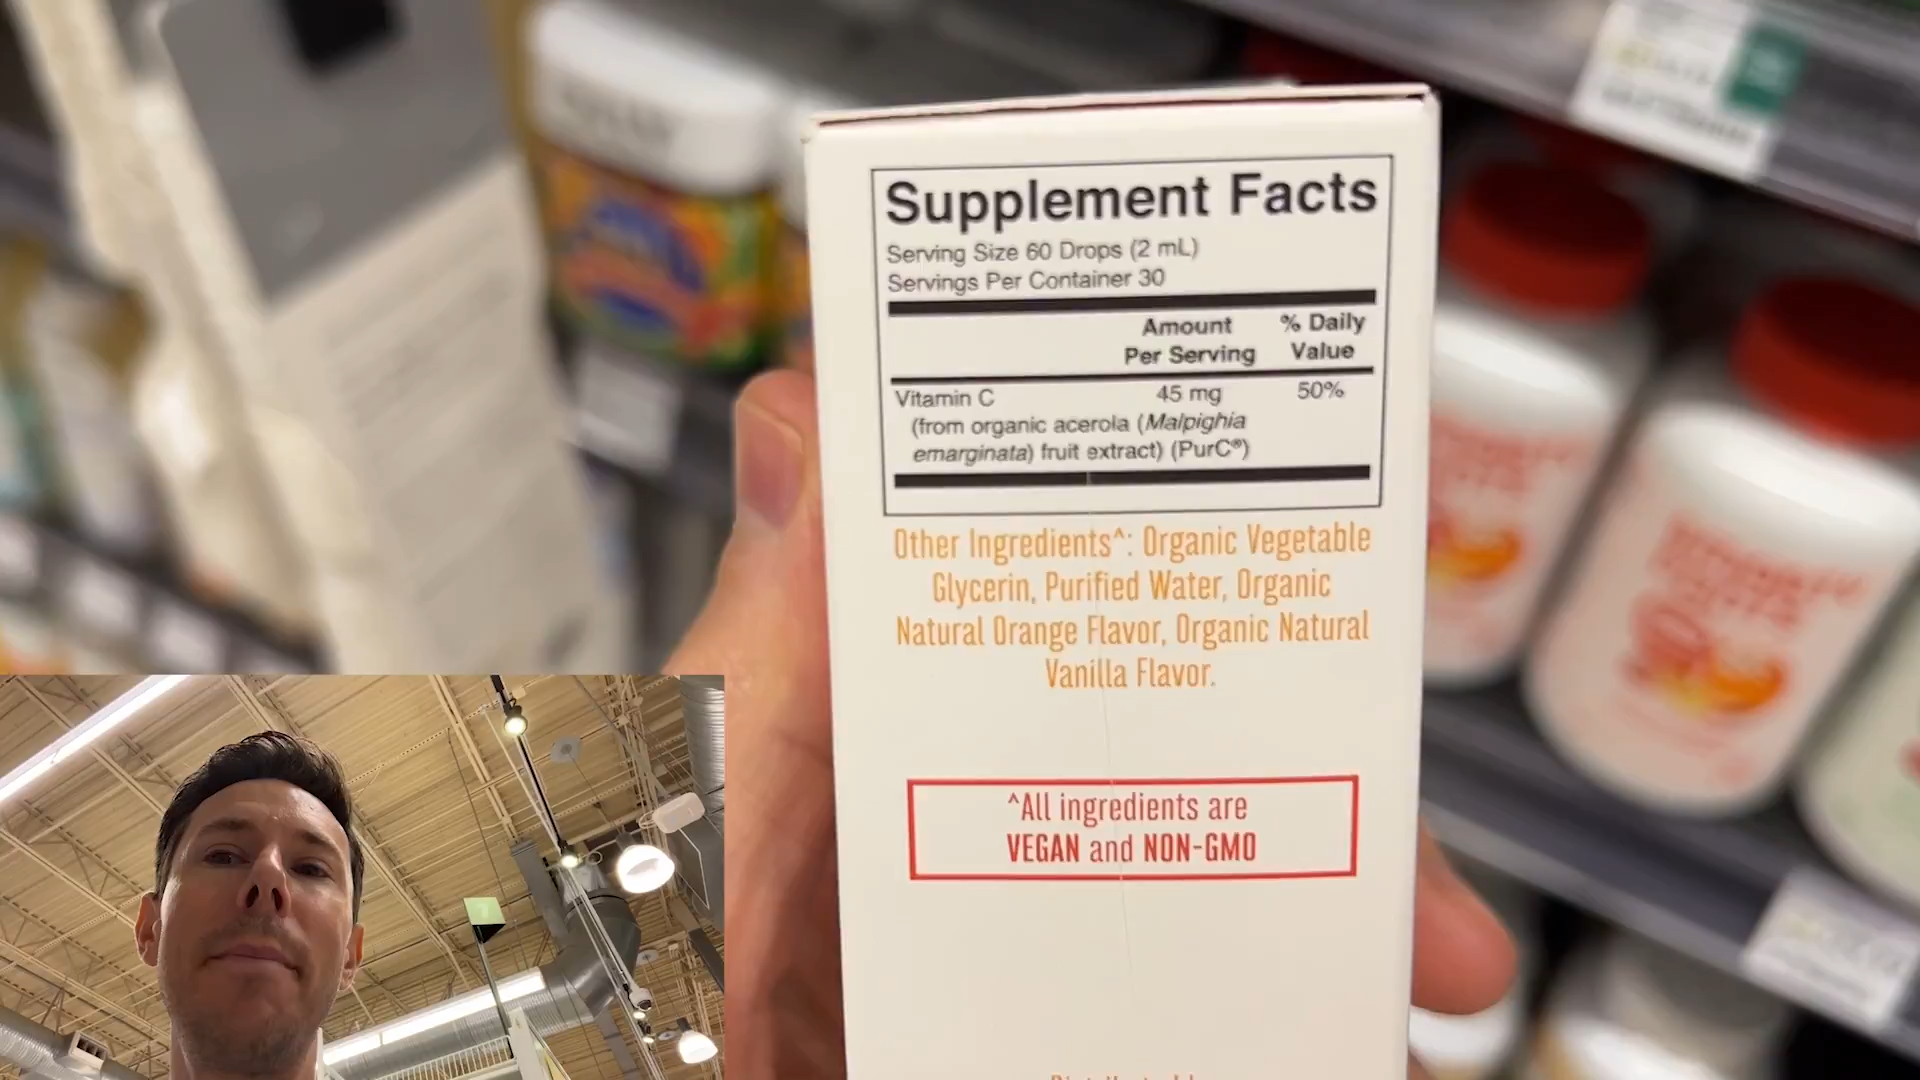 Supplement Facts
Serving Size 60 Drops (2 mL)
Servings Per Container 30
Amount Per Serving
% Daily Value
Vitamin C 45 mg 50%
(from organic acerola (Malpighia
emarginata) fruit extract) (PurC®)
Other Ingredients^: Organic Vegetable
Glycerin, Purified Water, Organic
Natural Orange Flavor, Organic Natural
Vanilla Flavor.
^All ingredients are
VEGAN and NON-GMO